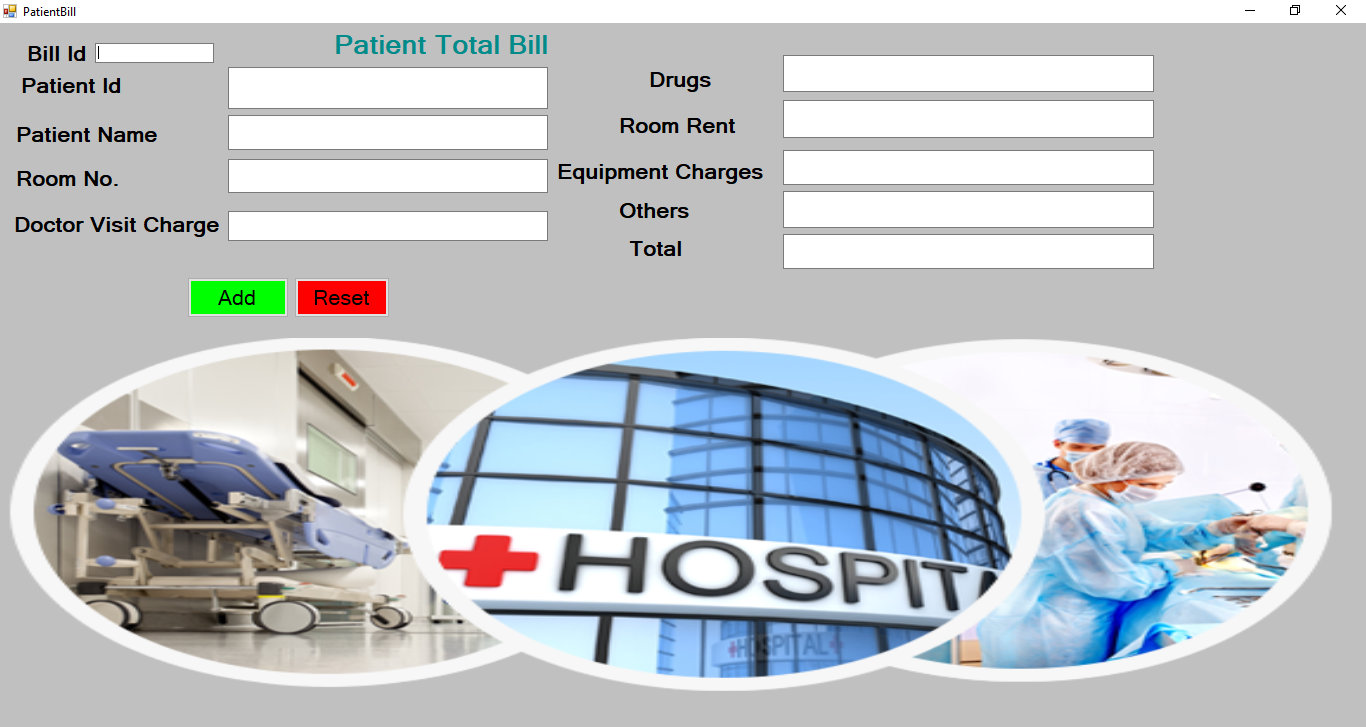 PatientBill
Patient Total Bill
Bill Id
Patient Id
Patient Name
Room No.
Doctor Visit Charge
Drugs
Room Rent
Equipment Charges
Others
Total
Add
Reset
HOSPITA
HOSPITAL